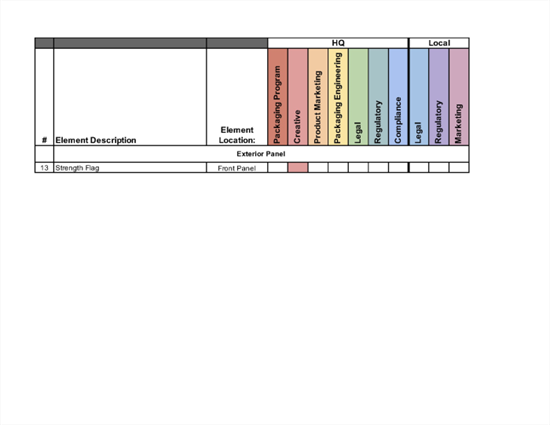 HQ Local
# Element Description Element Location: Packaging Program Creative Product Marketing Packaging Engineering Legal Regulatory Compliance Legal Regulatory Marketing
Exterior Panel
13 Strength Flag Front Panel